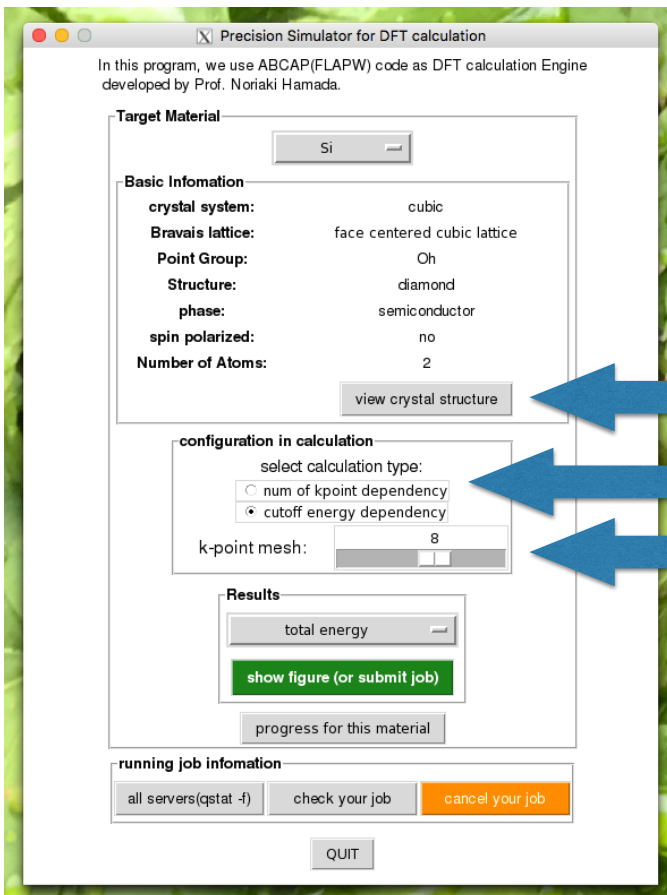 Precision Simulator for DFT calculation
In this program, we use ABCAP(FLAPW) code as DFT calculation Engine
developed by Prof. Noriaki Hamada.
Target Material
Si
Basic Infomation
crystal system: cubic
Bravais lattice: face centered cubic lattice
Point Group: Oh
Structure: diamond
phase: semiconductor
spin polarized: no
Number of Atoms: 2
view crystal structure
configuration in calculation
select calculation type:
num of kpoint dependency
cutoff energy dependency
8
k-point mesh:
Results
total energy
show figure (or submit job)
progress for this material
running job infomation
all servers(qstat -f) check your job cancel your job
QUIT